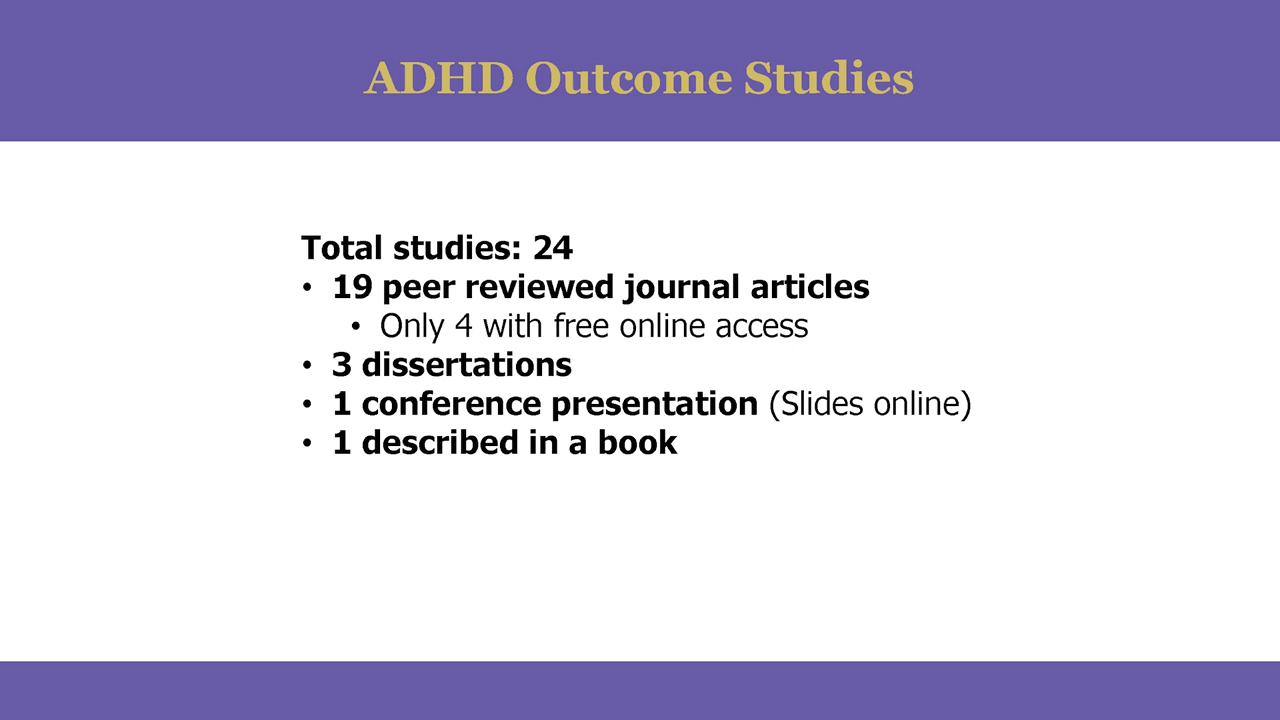 ADHD Outcome Studies
Total studies: 24
• 19 peer reviewed journal articles
• Only 4 with free online access
• 3 dissertations
• 1 conference presentation (Slides online)
• 1 described in a book